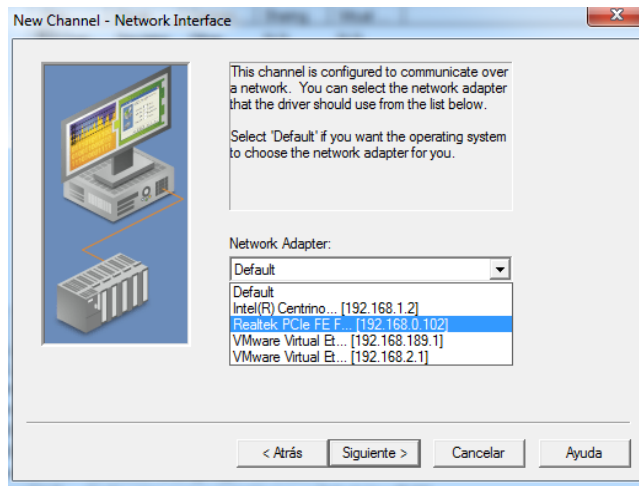 New Channel - Network Interface
This channel is configured to communicate over
a network. You can select the network adapter
that the driver should use from the list below.
Select 'Default' if you want the operating system
to choose the network adapter for you.
Network Adapter:
Default
Default
Intel(R) Centrino... [192.168.1.2]
Realtek PCIe FE F... [192.168.0.102]
VMware Virtual Et... [192.168.189.1]
VMware Virtual Et... [192.168.2.1]
< Atrás
Siguiente >
Cancelar
Ayuda